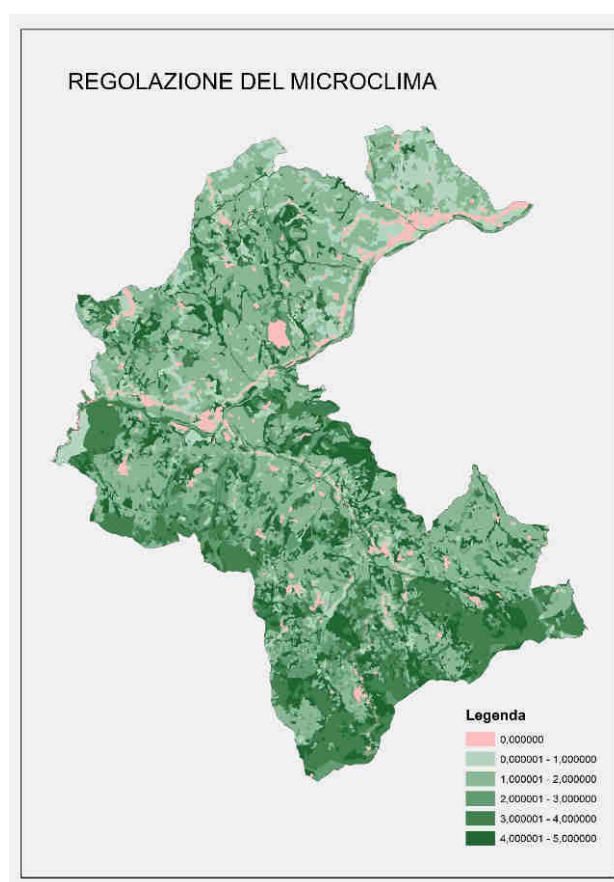 REGOLAZIONE DEL MICROCLIMA
Legenda
0,000000
0,000001 - 1,000000
1,000001 - 2,000000
2,000001 - 3,000000
3,000001 - 4,000000
4,000001 - 5,000000